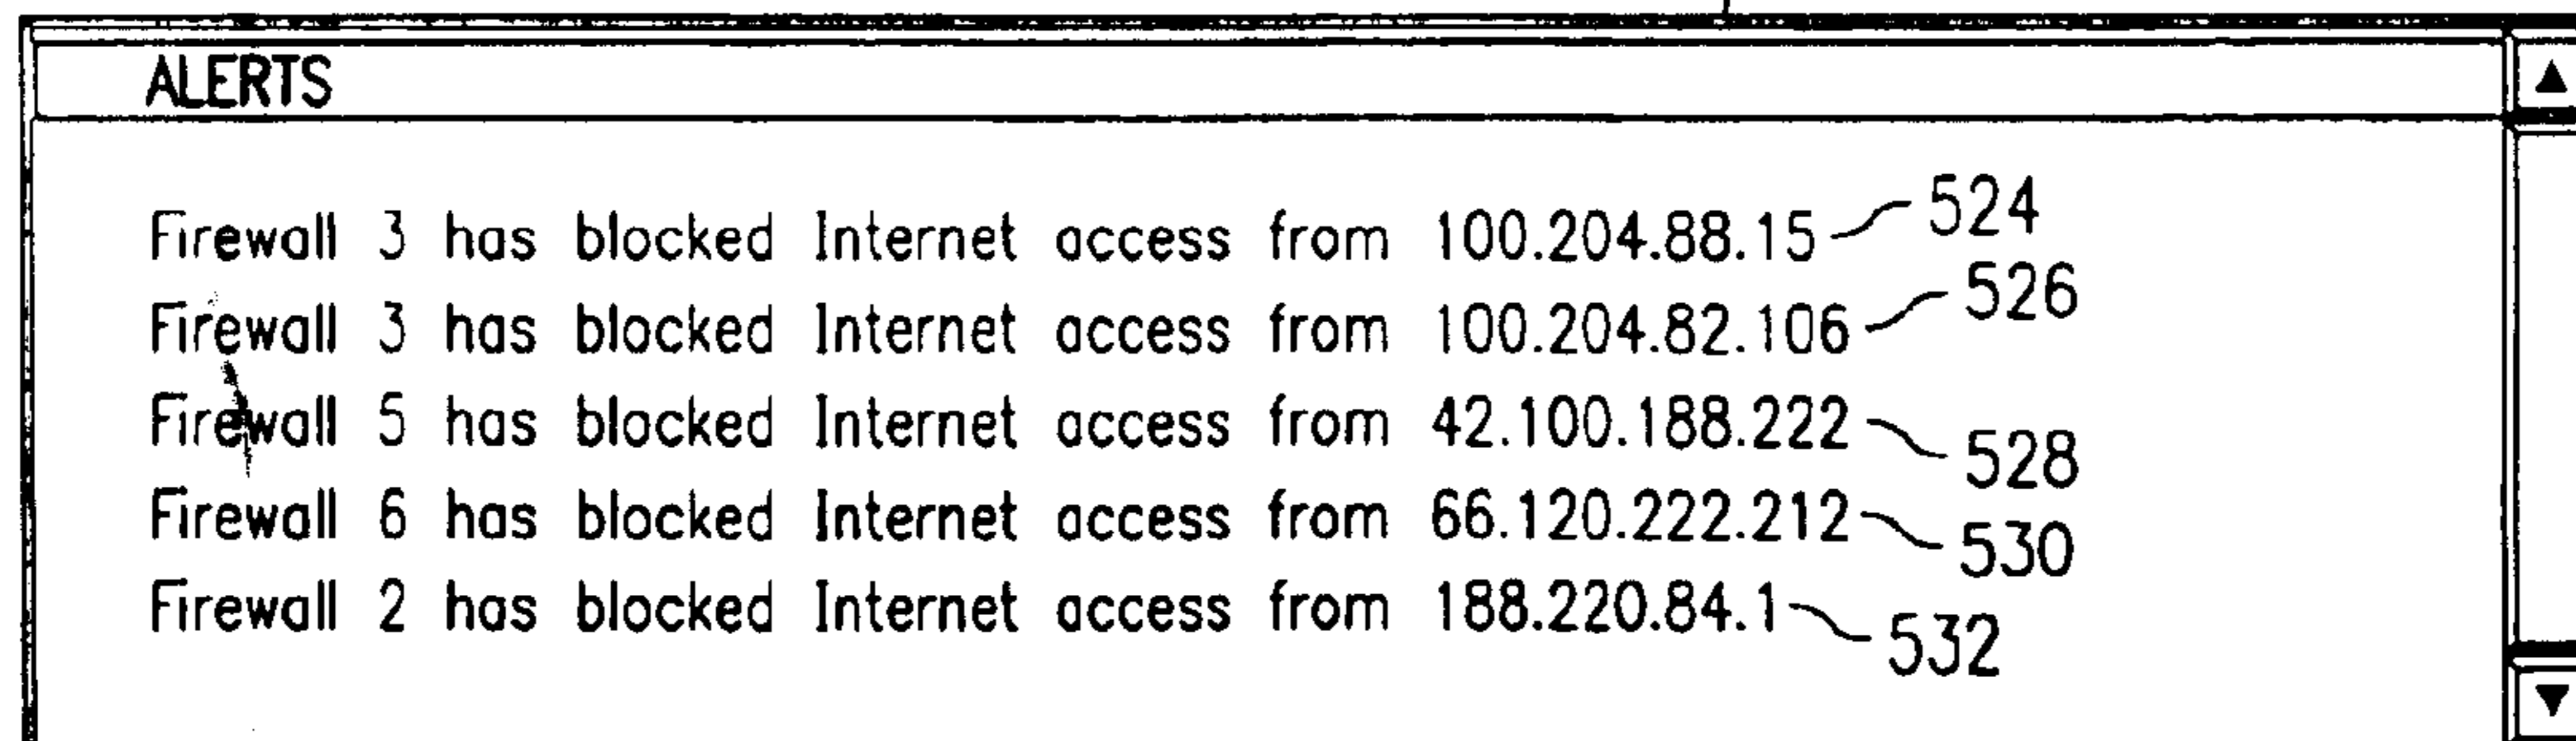 ALERTS
Firewall 3 has blocked Internet access from 100.204.88.15 524
Firewall 3 has blocked Internet access from 100.204.82.106 526
Firewall 5 has blocked Internet access from 42.100.188.222 528
Firewall 6 has blocked Internet access from 66.120.222.212 530
Firewall 2 has blocked Internet access from 188.220.84.1 532